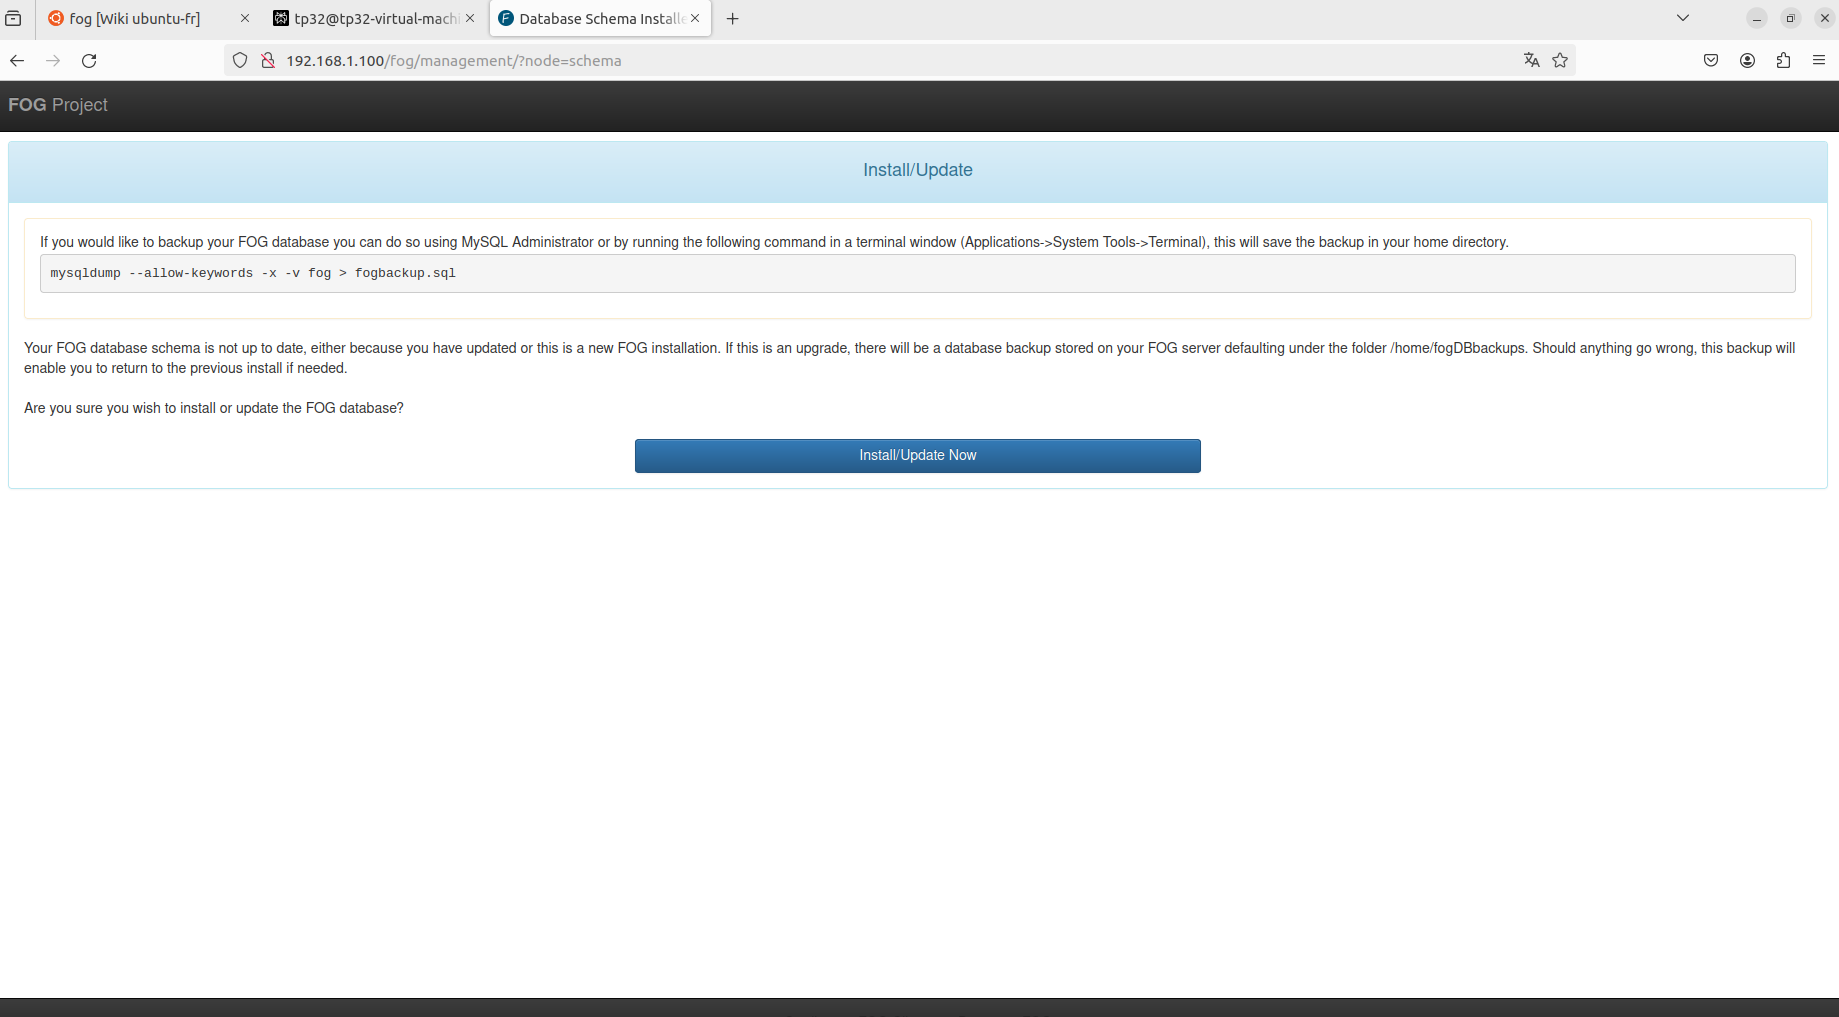 fog [Wiki ubuntu-fr]
tp32@tp32-virtual-machi
Database Schema Installe
192.168.1.100/fog/management/?node=schema
FOG Project
Install/Update
If you would like to backup your FOG database you can do so using MySQL Administrator or by running the following command in a terminal window (Applications->System Tools->Terminal), this will save the backup in your home directory.
mysqldump --allow-keywords -x -v fog > fogbackup.sql
Your FOG database schema is not up to date, either because you have updated or this is a new FOG installation. If this is an upgrade, there will be a database backup stored on your FOG server defaulting under the folder /home/fogDBbackups. Should anything go wrong, this backup will
enable you to return to the previous install if needed.
Are you sure you wish to install or update the FOG database?
Install/Update Now